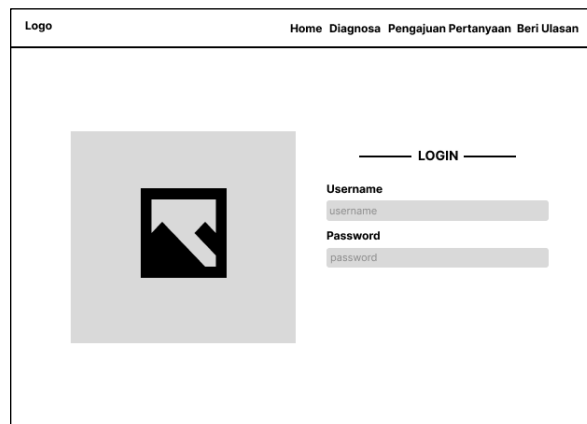 Logo
Home Diagnosa Pengajuan Pertanyaan Beri Ulasan
LOGIN
Username
username
Password
password